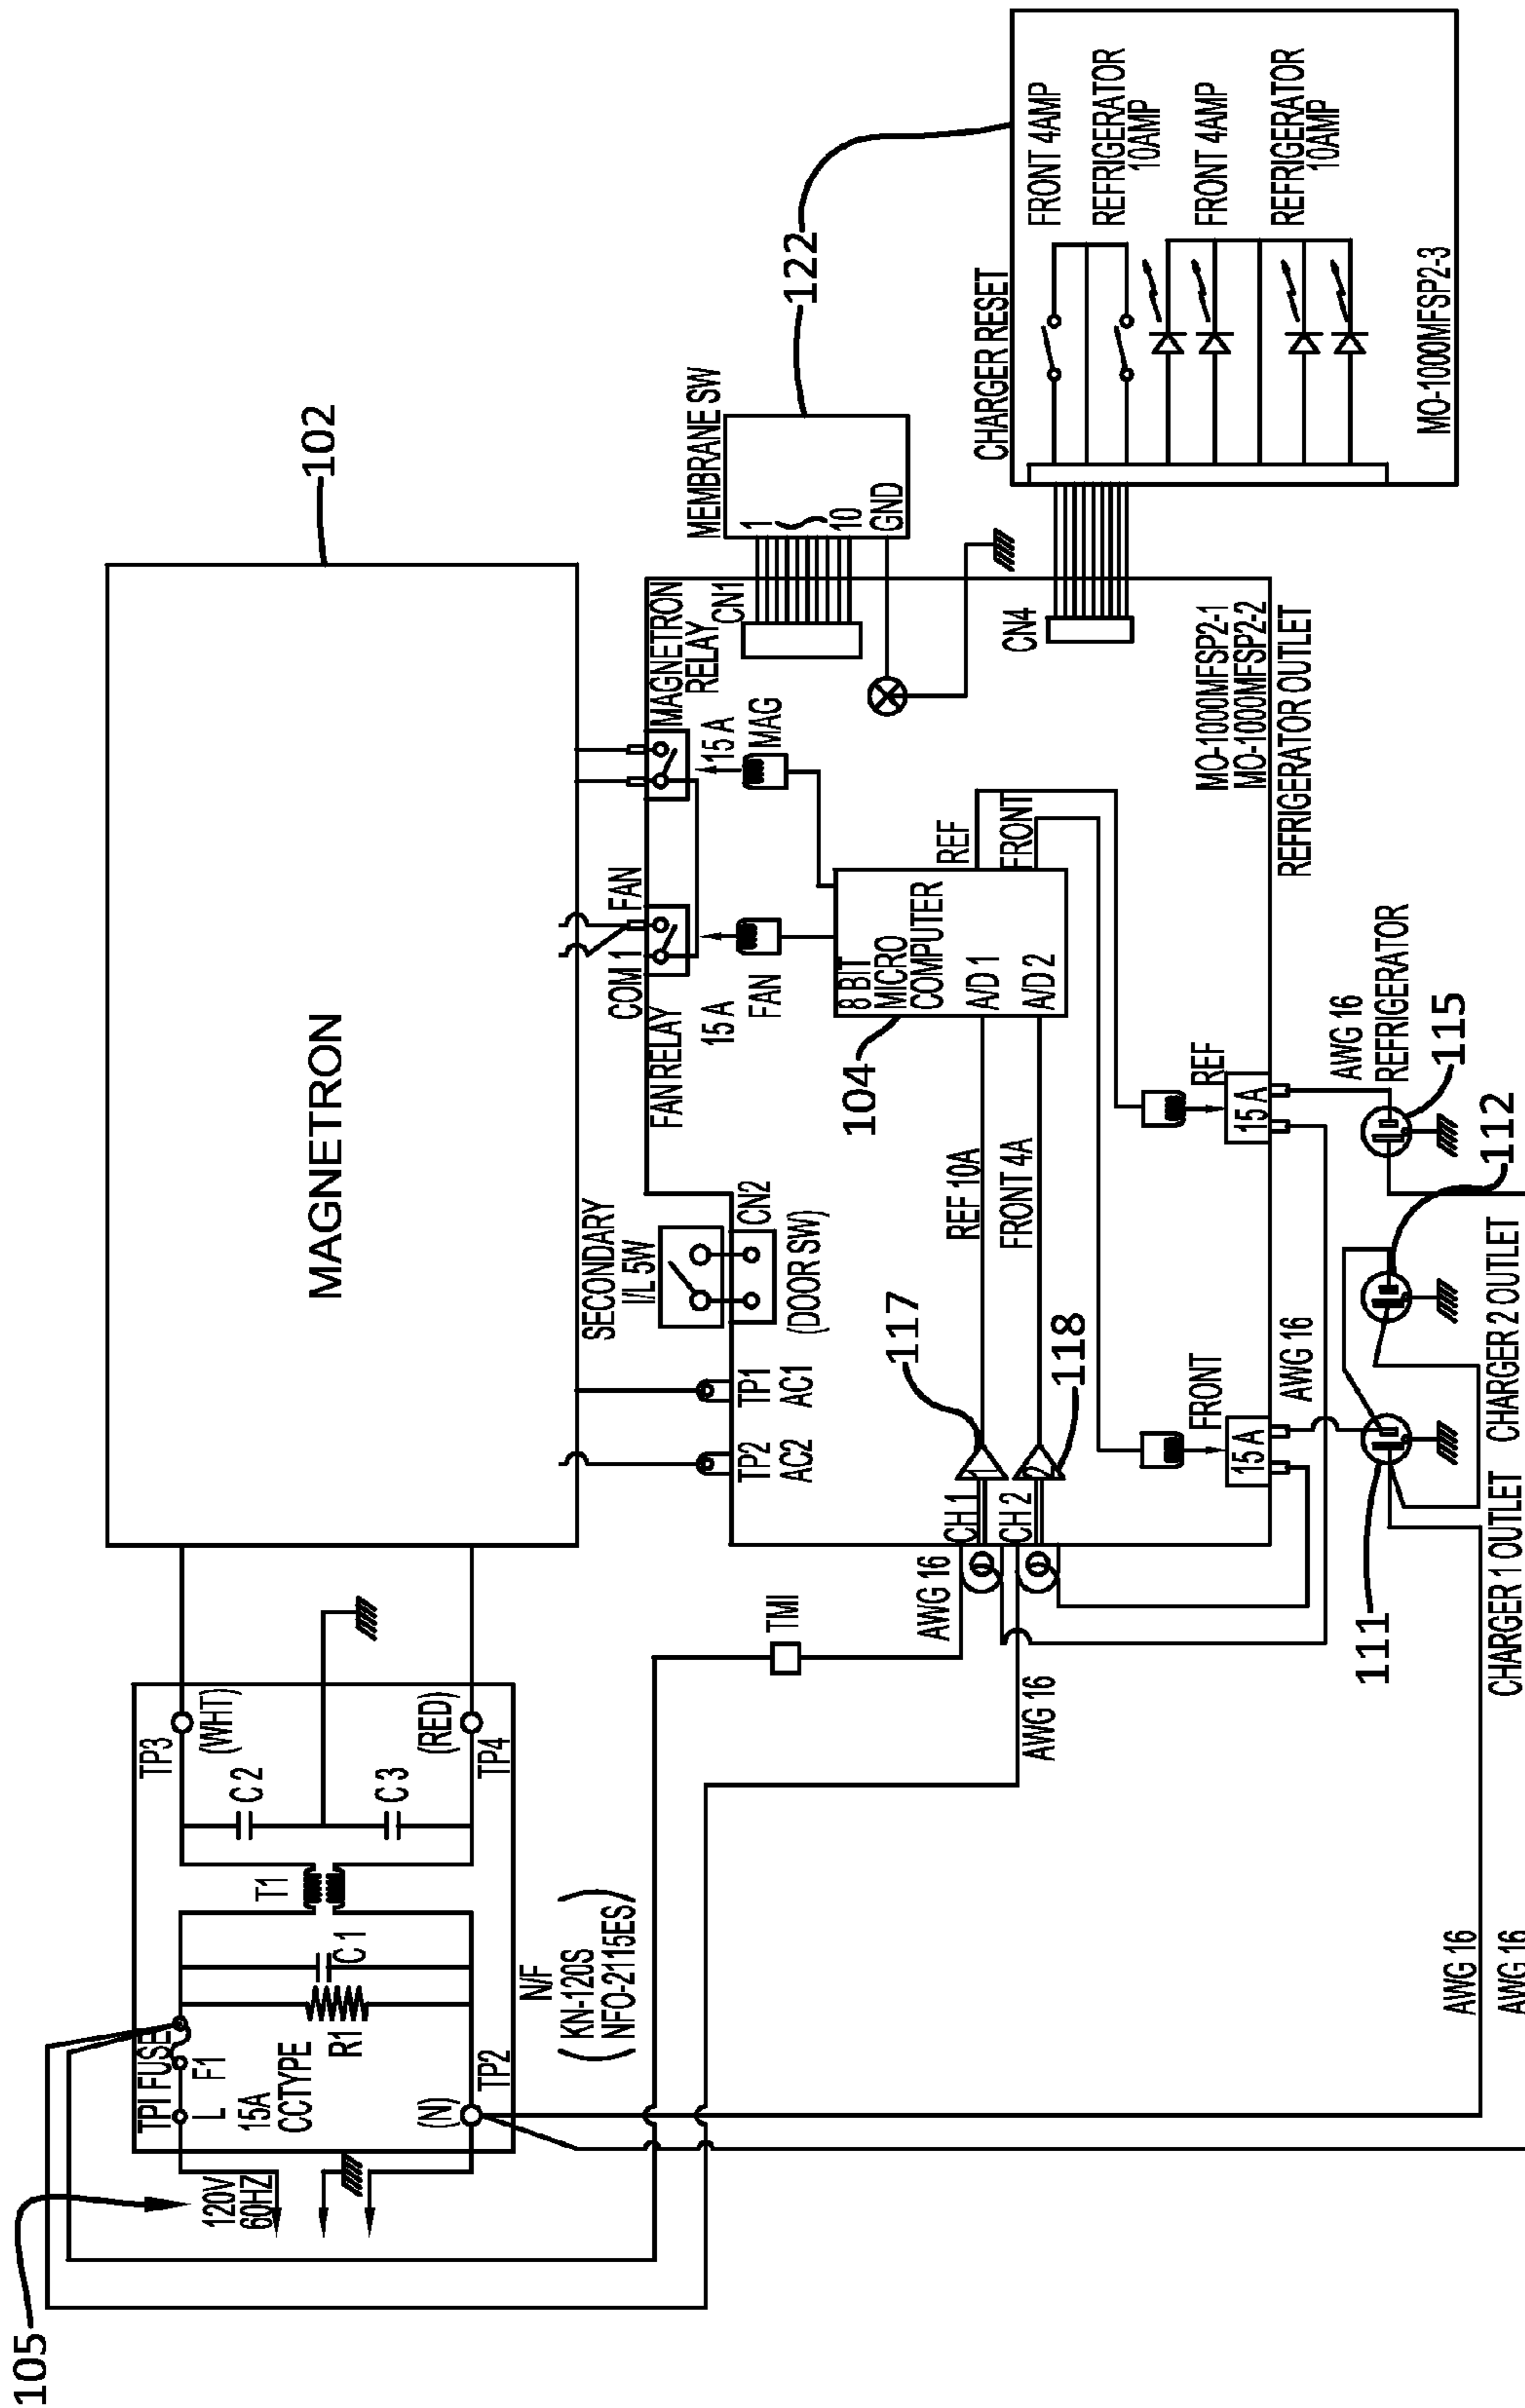 105
120V
60HZ
TPI FUSE
L F1
15A
CCTYPE
R1
C 1
(N)
TP2
T1
TP3
(WHT)
C 2
C 3
(RED)
TP4
N/F
(KN-120S
NFO-2115ES)
MAGNETRON
102
TMI
AWG 16
AWG 16
CH 1
CH 2
TP2
AC2
TP1
AC1
SECONDARY
I/L 5W
CN2
(DOOR SW)
117
118
REF 10A
FRONT 4A
FAN RELAY
COM 1
FAN
15 A
FAN
MAGNETRON
RELAY
15 A
MAG
8 BIT
MICRO
COMPUTER
A/D 1
A/D 2
104
REF
FRONT
CN1
MEMBRANE SW
1
10
GND
122
CN4
CHARGER RESET
FRONT 4AMP
REFRIGERATOR
10AMP
FRONT 4AMP
REFRIGERATOR
10AMP
MO-1000MFSP2-3
MO-1000MFSP2-1
MO-1000MFSP2-2
REFRIGERATOR OUTLET
FRONT
15 A
REF
15 A
AWG 16
AWG 16
REFRIGERATOR
115
112
111
CHARGER 1 OUTLET
CHARGER 2 OUTLET
AWG 16
AWG 16